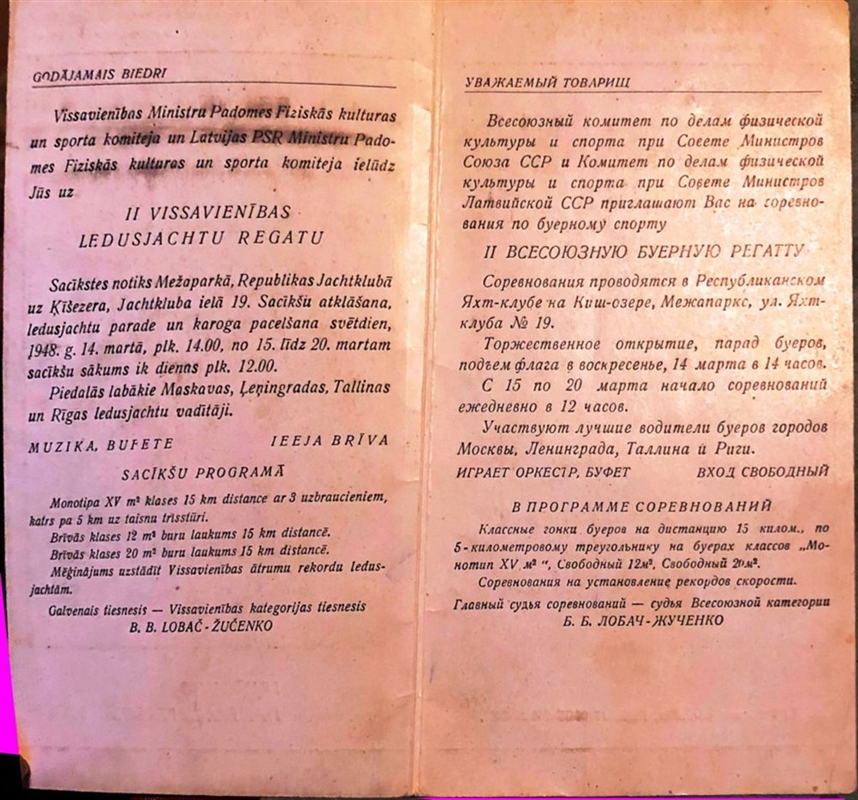 GODĀJAMAIS BIEDRI
Vissavienības Ministru Padomes Fiziskās kulturas
un sporta komiteja un Latvijas PSR Ministru Pado-
mes Fiziskās kulturas un sporta komiteja ielūdz
Jūs uz
II VISSAVIENĪBAS
LEDUSJACHTU REGATU
Sacīkstes notiks Mežaparkā, Republikas Jachtklubā
uz Ķīšezera, Jachtkluba ielā 19. Sacīkšu atklāšana,
ledusjachtu parade un karoga pacelšana svētdien,
1948. g. 14. martā, plk. 14.00, no 15. līdz 20. martam
sacīkšu sākums ik dienas plk. 12.00.
Piedalās labākie Maskavas, Ļeņingradas, Tallinas
un Rīgas ledusjachtu vadītāji.
MUZIKA, BUFETE IEEJA BRĪVA
SACĪKŠU PROGRAMĀ
Monotipa XV m² klases 15 km distance ar 3 uzbraucieniem,
katrs pa 5 km uz taisnu trīsstūri.
Brīvās klases 12 m² buru laukums 15 km distancē.
Brīvās klases 20 m² buru laukums 15 km distancē.
Mēģinājums uzstādīt Vissavienības ātrumu rekordu ledus-
jachtām.
Galvenais tiesnesis — Vissavienības kategorijas tiesnesis
B. B. LOBAČ-ŽUČENKO
УВАЖАЕМЫЙ ТОВАРИЩ
Всесоюзный комитет по делам физической
культуры и спорта при Совете Министров
Союза ССР и Комитет по делам физической
культуры и спорта при Совете Министров
Латвийской ССР приглашают Вас на соревно-
вания по буерному спорту
II ВСЕСОЮЗНУЮ БУЕРНУЮ РЕГАТТУ
Соревнования проводятся в Республиканском
Яхт-клубе на Киш-озере, Межапаркс, ул. Яхт-
клуба № 19.
Торжественное открытие, парад буеров,
подъем флага в воскресенье, 14 марта в 14 часов.
С 15 по 20 марта начало соревнований
ежедневно в 12 часов.
Участвуют лучшие водители буеров городов
Москвы, Ленинграда, Таллина и Риги.
ИГРАЕТ ОРКЕСТР, БУФЕТ ВХОД СВОБОДНЫЙ
В ПРОГРАММЕ СОРЕВНОВАНИЙ
Классные гонки буеров на дистанцию 15 килом., по
5-километровому треугольнику на буерах классов „Мо-
нотип XV м² “, Свободный 12м², Свободный 20м².
Соревнования на установление рекордов скорости.
Главный судья соревнований — судья Всесоюзной категории
Б. Б. ЛОБАЧ-ЖУЧЕНКО